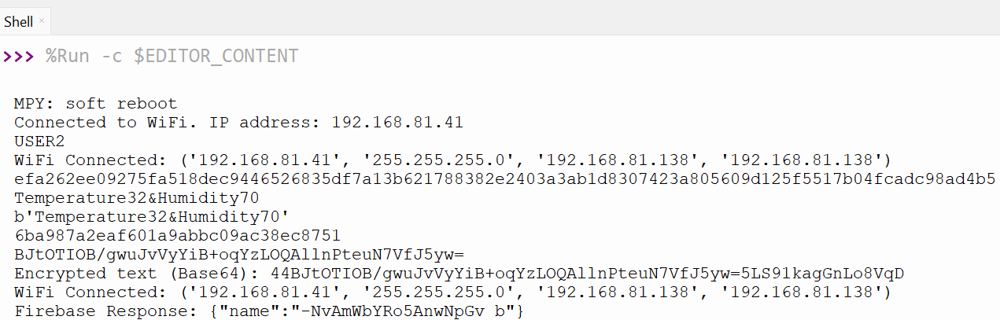 Shell ×
>>> %Run -c $EDITOR_CONTENT
MPY: soft reboot
Connected to WiFi. IP address: 192.168.81.41
USER2
WiFi Connected: ('192.168.81.41', '255.255.255.0', '192.168.81.138', '192.168.81.138')
efa262ee09275fa518dec9446526835df7a13b621788382e2403a3ab1d8307423a805609d125f5517b04fcadc98ad4b5
Temperature32&Humidity70
b'Temperature32&Humidity70'
6ba987a2eaf601a9abbc09ac38ec8751
BJtOTIOB/gwuJvVyYiB+oqYzLOQAllnPteuN7VfJ5yw=
Encrypted text (Base64): 44BJtOTIOB/gwuJvVyYiB+oqYzLOQAllnPteuN7VfJ5yw=5LS91kagGnLo8VqD
WiFi Connected: ('192.168.81.41', '255.255.255.0', '192.168.81.138', '192.168.81.138')
Firebase Response: {"name":"-NvAmWbYRo5AnwNpGv b"}